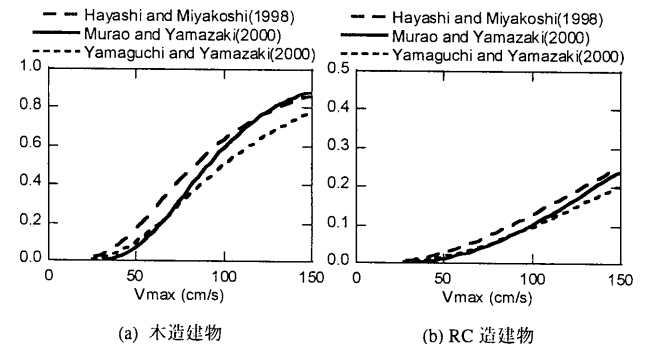 Hayashi and Miyakoshi(1998)
Murao and Yamazaki(2000)
Yamaguchi and Yamazaki(2000)
1.0
0.8
0.6
0.4
0.2
0.0
0
50
100
150
Vmax (cm/s)
(a) 木造建物
Hayashi and Miyakoshi(1998)
Murao and Yamazaki(2000)
Yamaguchi and Yamazaki(2000)
0.5
0.4
0.3
0.2
0.1
0.0
0
50
100
150
Vmax (cm/s)
(b) RC 造建物